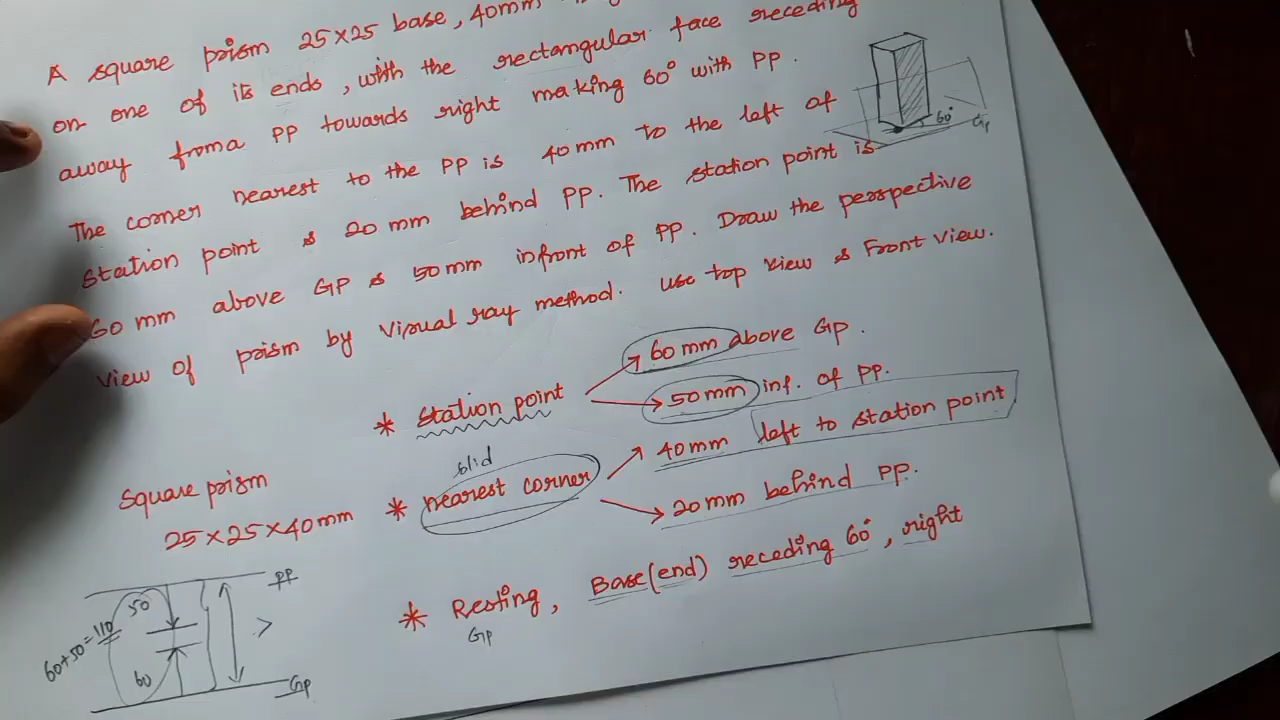 A square prism 25×25 base, 40mm
on one of its ends, with the rectangular face receding
away froma PP towards right making 60° with PP.
The corner nearest to the PP is 40mm to the left of
Station point & 20mm behind PP. The station point is
60 mm above GP & 50mm infront of PP. Draw the perspective
view of prism by Visual ray method. Use top view & Front view.
60°
GP
* Station point → 60 mm above GP.
→ 50 mm inf. of PP.
solid
* nearest corner → 40mm left to station point
→ 20mm behind PP.
* Resting, Base(end) receding 60°, right
GP
Square prism
25×25×40mm
PP
50
60+50=110
60
GP